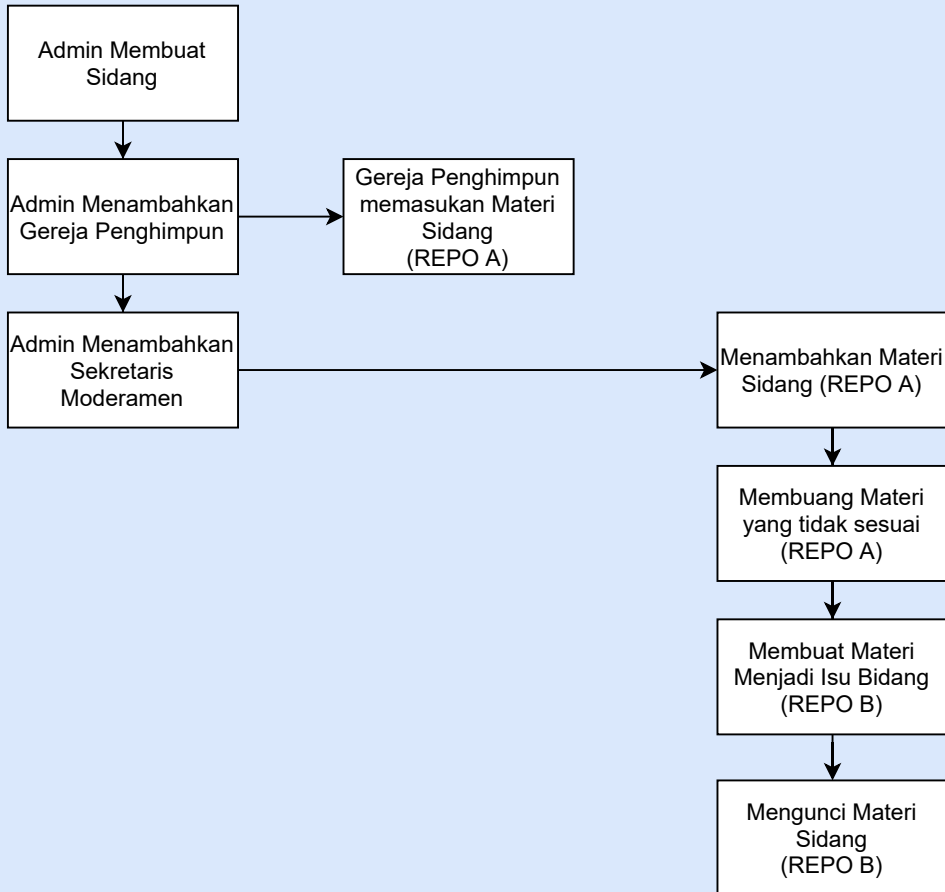 Admin Membuat
Sidang
Admin Menambahkan
Gereja Penghimpun
Gereja Penghimpun
memasukan Materi
Sidang
(REPO A)
Admin Menambahkan
Sekretaris
Moderamen
Menambahkan Materi
Sidang (REPO A)
Membuang Materi
yang tidak sesuai
(REPO A)
Membuat Materi
Menjadi Isu Bidang
(REPO B)
Mengunci Materi
Sidang
(REPO B)